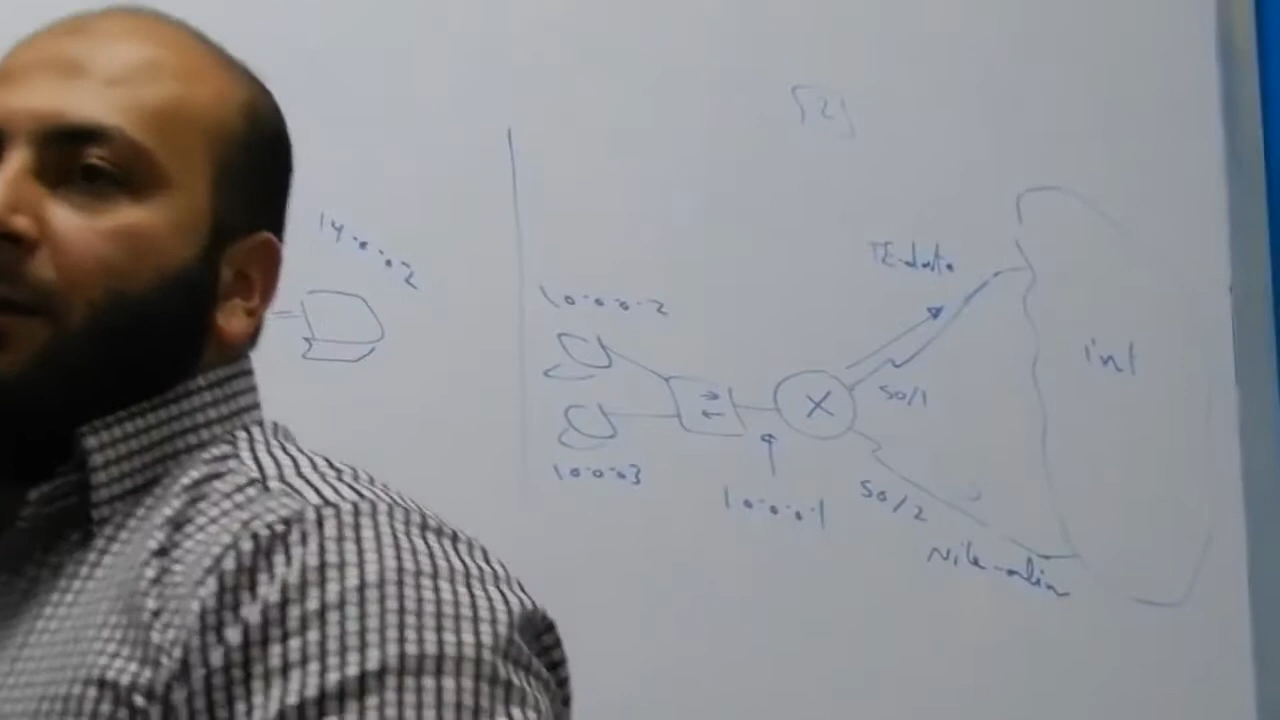 14.0.0.2
TE-data
10.0.0.2
int
S0/1
10.0.0.3
10.0.0.1
S0/2
Nile-online